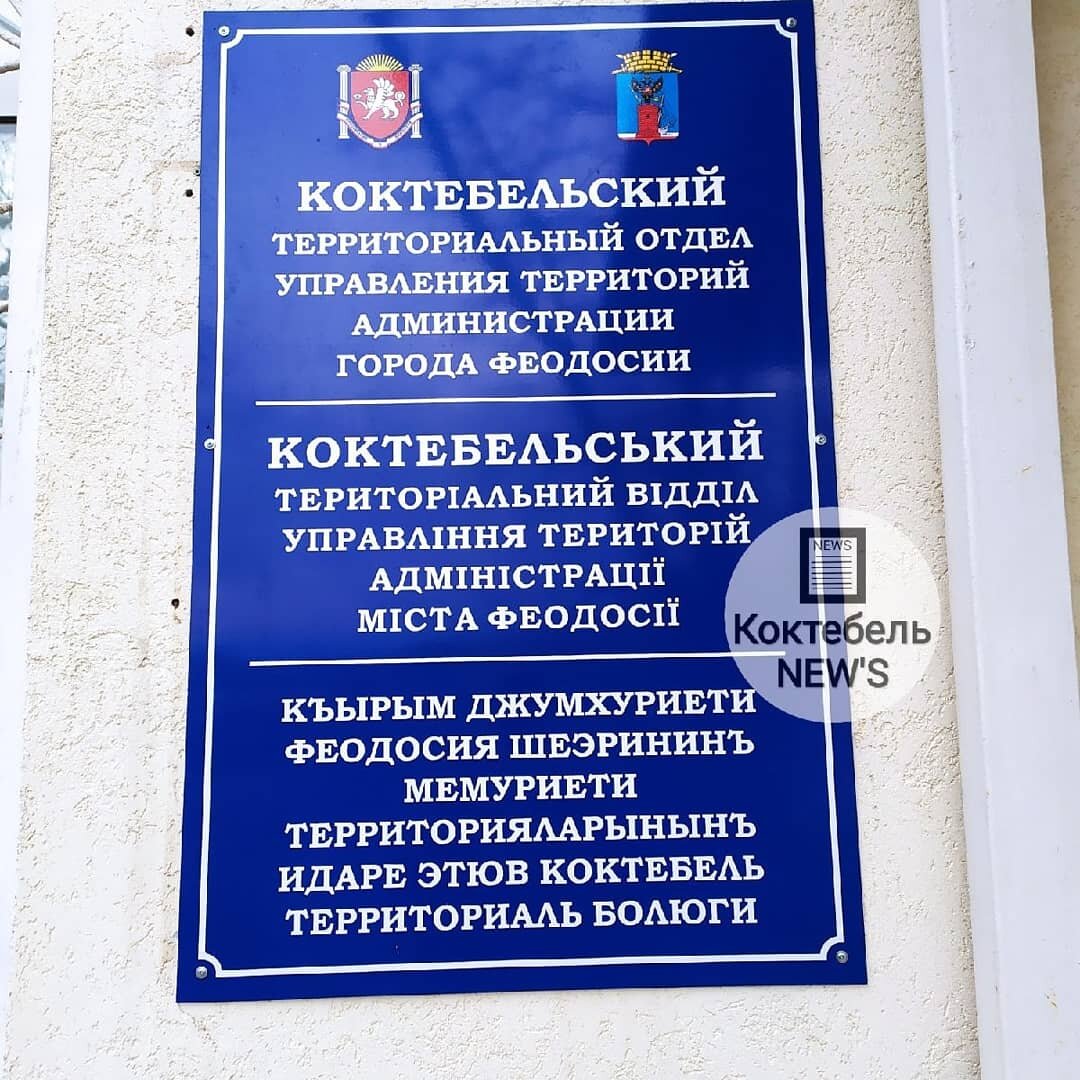 КОКТЕБЕЛЬСКИЙ
ТЕРРИТОРИАЛЬНЫЙ ОТДЕЛ
УПРАВЛЕНИЯ ТЕРРИТОРИЙ
АДМИНИСТРАЦИИ
ГОРОДА ФЕОДОСИИ
КОКТЕБЕЛЬСЬКИЙ
ТЕРИТОРІАЛЬНИЙ ВІДДІЛ
УПРАВЛІННЯ ТЕРИТОРІЙ
АДМІНІСТРАЦІЇ
МІСТА ФЕОДОСІЇ
NEWS
Коктебель
NEW'S
КЪЫРЫМ ДЖУМХУРИЕТИ
ФЕОДОСИЯ ШЕЭРИНИНЪ
МЕМУРИЕТИ
ТЕРРИТОРИЯЛАРЫНЫНЪ
ИДАРЕ ЭТЮВ КОКТЕБЕЛЬ
ТЕРРИТОРИАЛЬ БОЛЮГИ